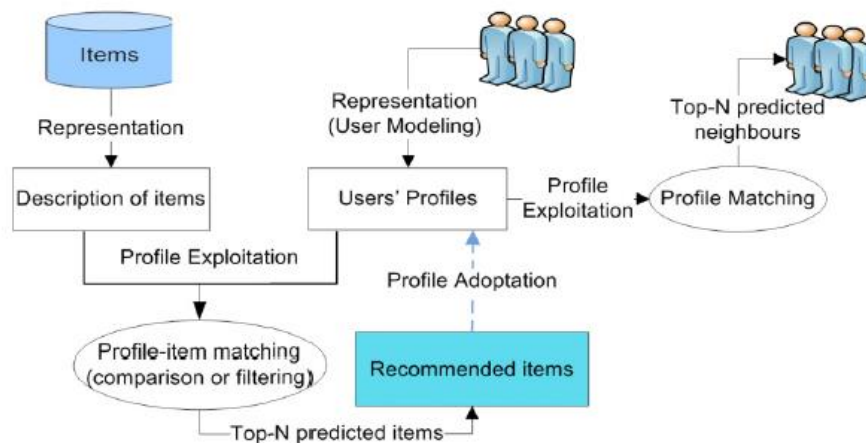 Items
Representation
Representation
(User Modeling)
Top-N predicted
neighbours
Description of items
Users' Profiles
Profile
Exploitation
Profile Matching
Profile Exploitation
Profile Adoptation
Profile-item matching
(comparison or filtering)
Recommended items
Top-N predicted items